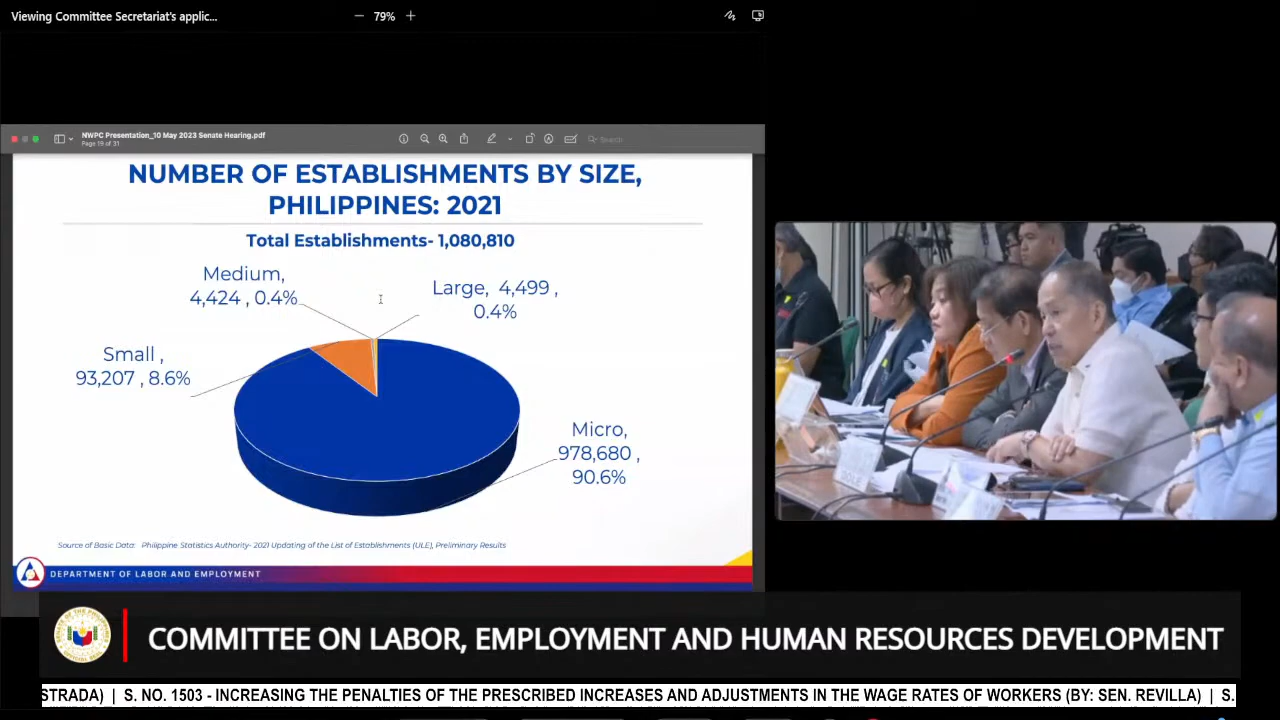 Viewing Committee Secretariat's applic...
79%
NWPC Presentation_10 May 2023 Senate Hearing.pdf
Page 19 of 31
Search
NUMBER OF ESTABLISHMENTS BY SIZE,
PHILIPPINES: 2021
Total Establishments- 1,080,810
Medium,
4,424 , 0.4%
Large, 4,499 ,
0.4%
Small ,
93,207 , 8.6%
Micro,
978,680 ,
90.6%
Source of Basic Data: Philippine Statistics Authority- 2021 Updating of the List of Establishments (ULE), Preliminary Results
DEPARTMENT OF LABOR AND EMPLOYMENT
COMMITTEE ON LABOR, EMPLOYMENT AND HUMAN RESOURCES DEVELOPMENT
STRADA) | S. NO. 1503 - INCREASING THE PENALTIES OF THE PRESCRIBED INCREASES AND ADJUSTMENTS IN THE WAGE RATES OF WORKERS (BY: SEN. REVILLA) | S.